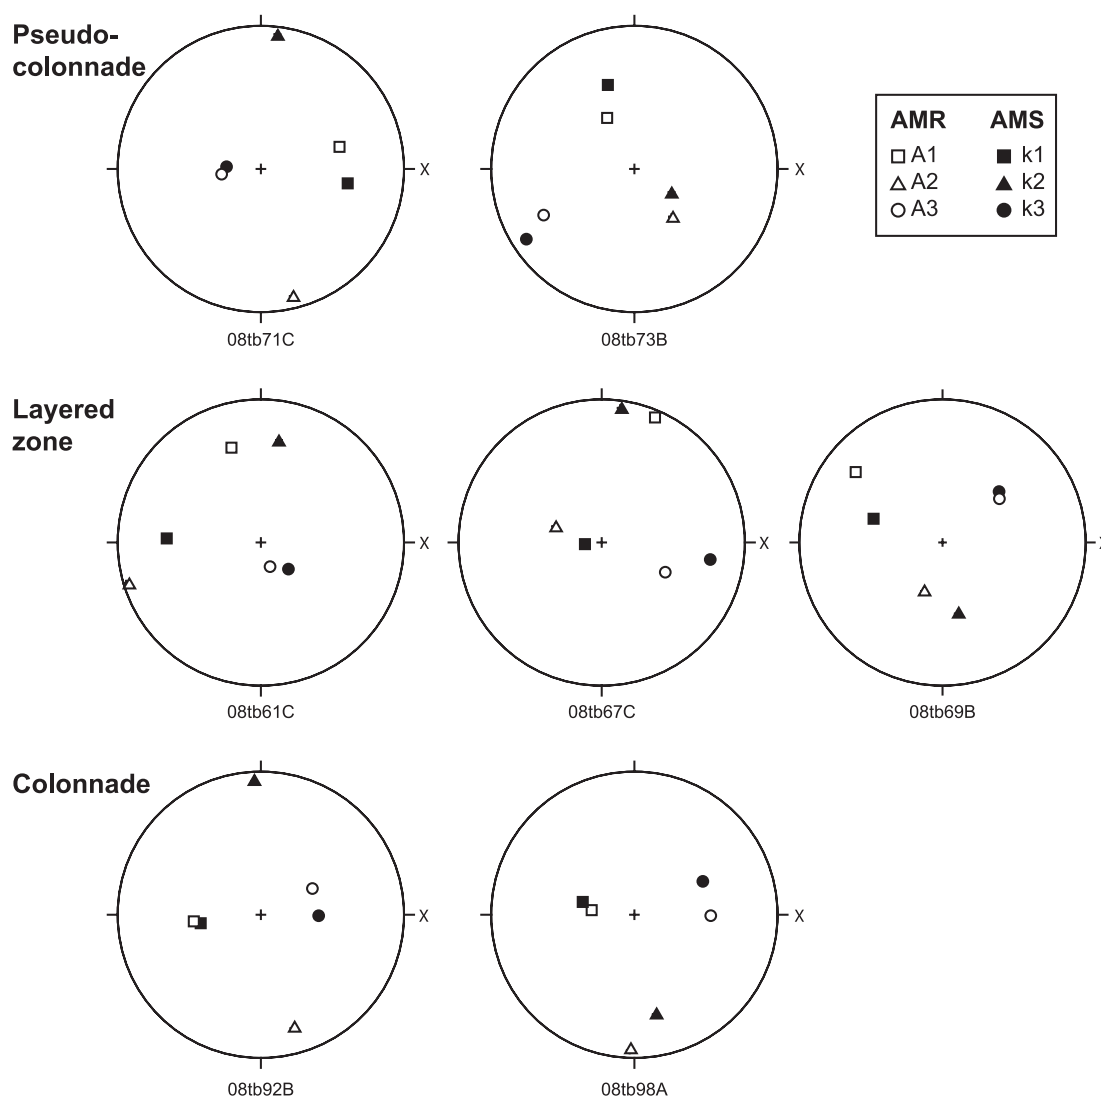 Pseudo-
colonnade
X
08tb71C
X
08tb73B
AMR AMS
A1 k1
A2 k2
A3 k3
Layered
zone
X
08tb61C
X
08tb67C
08tb69B
Colonnade
X
08tb92B
X
08tb98A